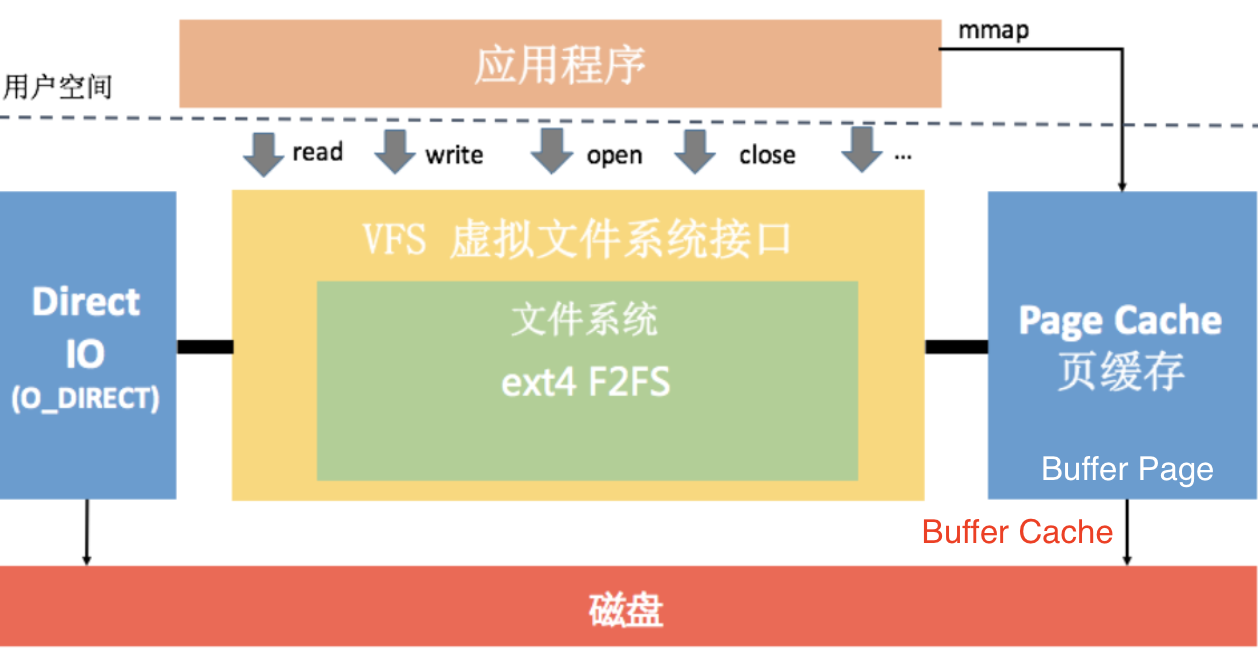 mmap
应用程序
用户空间
read
write
open
close
...
VFS 虚拟文件系统接口
Direct
IO
(O_DIRECT)
文件系统
ext4 F2FS
Page Cache
页缓存
Buffer Page
Buffer Cache
磁盘